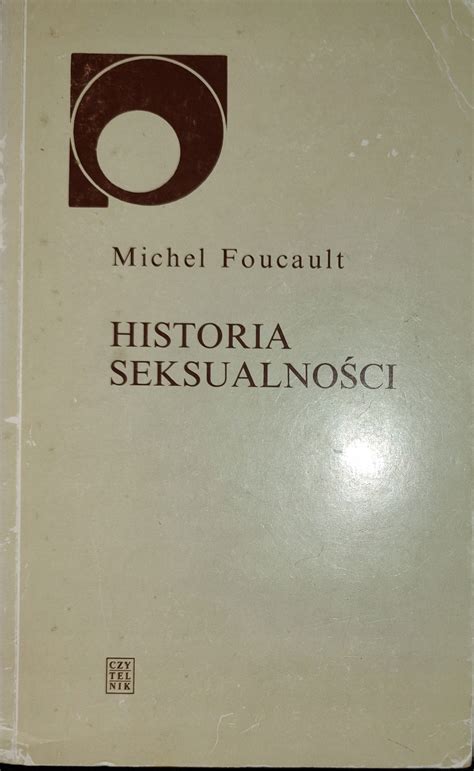 Michel Foucault
HISTORIA
SEKSUALNOŚCI
CZY
TEL
NIK